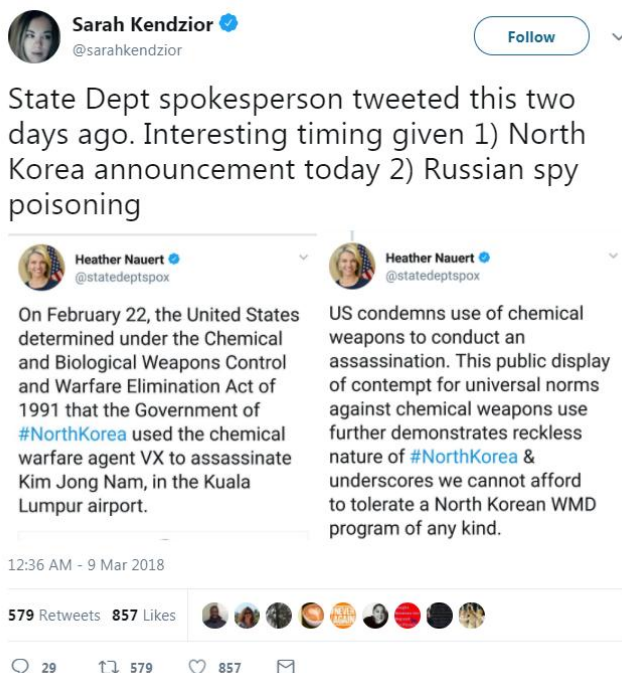 Sarah Kendzior
@sarahkendzior
Follow
State Dept spokesperson tweeted this two
days ago. Interesting timing given 1) North
Korea announcement today 2) Russian spy
poisoning
Heather Nauert
@statedeptspox
On February 22, the United States
determined under the Chemical
and Biological Weapons Control
and Warfare Elimination Act of
1991 that the Government of
#NorthKorea used the chemical
warfare agent VX to assassinate
Kim Jong Nam, in the Kuala
Lumpur airport.
Heather Nauert
@statedeptspox
US condemns use of chemical
weapons to conduct an
assassination. This public display
of contempt for universal norms
against chemical weapons use
further demonstrates reckless
nature of #NorthKorea &
underscores we cannot afford
to tolerate a North Korean WMD
program of any kind.
12:36 AM - 9 Mar 2018
579 Retweets 857 Likes
29 579 857